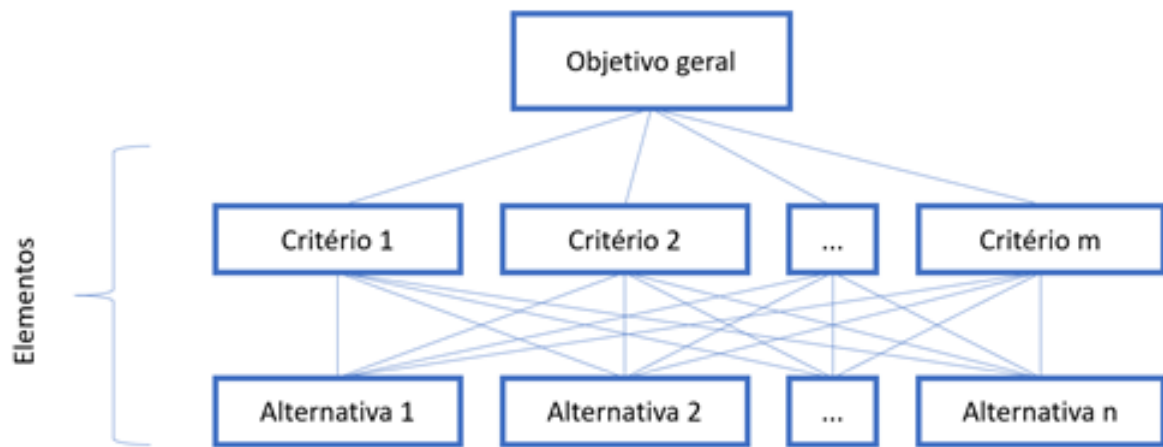 Objetivo geral
Elementos
Critério 1
Critério 2
...
Critério m
Alternativa 1
Alternativa 2
...
Alternativa n